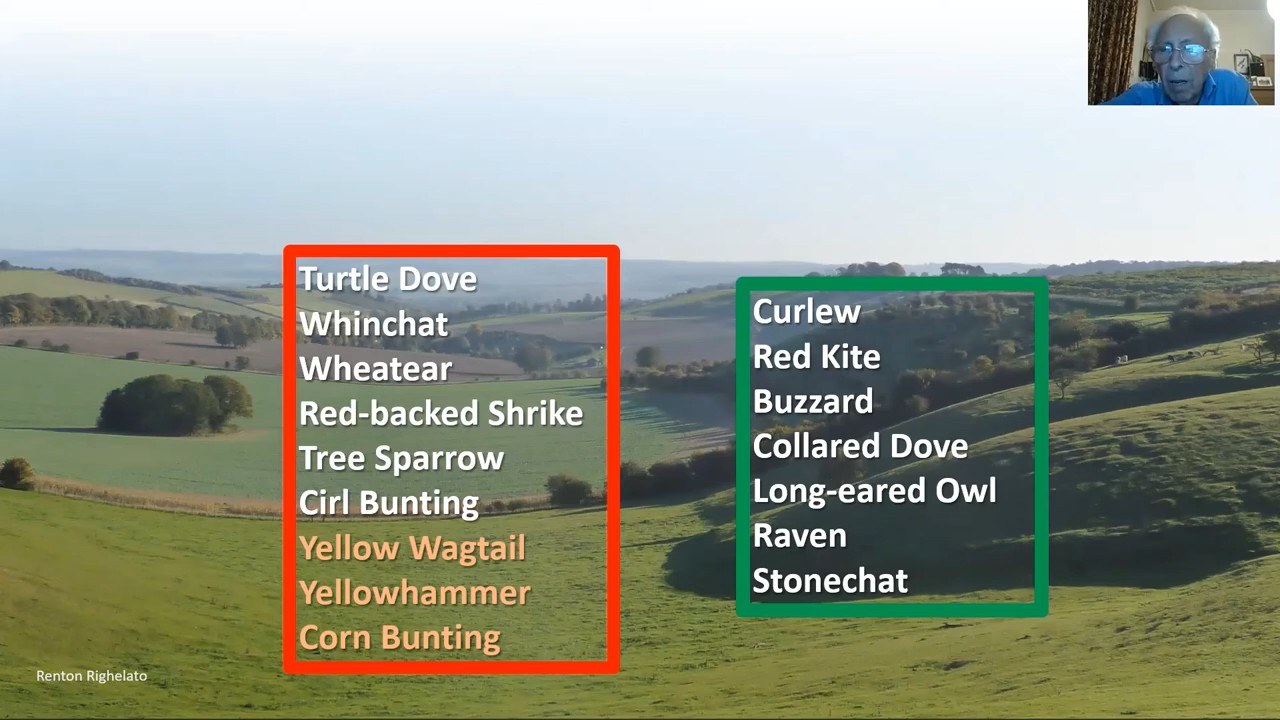 Turtle Dove
Whinchat
Wheatear
Red-backed Shrike
Tree Sparrow
Cirl Bunting
Yellow Wagtail
Yellowhammer
Corn Bunting
Curlew
Red Kite
Buzzard
Collared Dove
Long-eared Owl
Raven
Stonechat
Renton Righelato